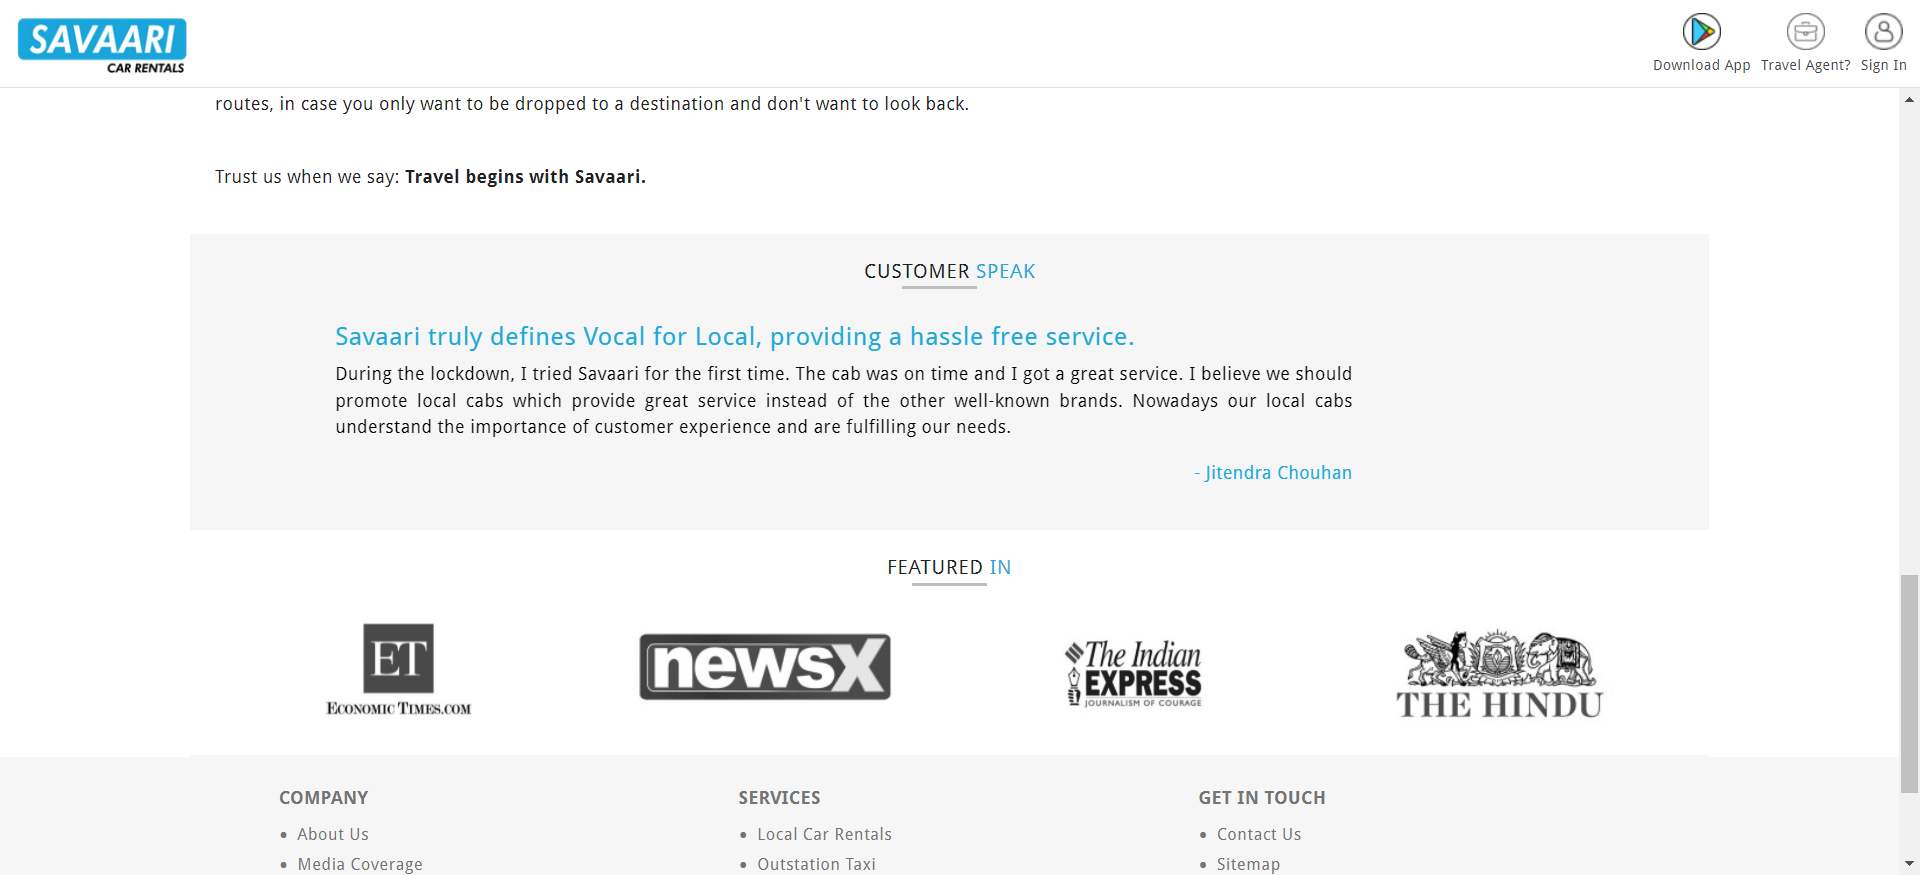 SAVAARI
CAR RENTALS
Download App
Travel Agent?
Sign In
routes, in case you only want to be dropped to a destination and don't want to look back.
Trust us when we say: Travel begins with Savaari.
CUSTOMER SPEAK
Savaari truly defines Vocal for Local, providing a hassle free service.
During the lockdown, I tried Savaari for the first time. The cab was on time and I got a great service. I believe we should
promote local cabs which provide great service instead of the other well-known brands. Nowadays our local cabs
understand the importance of customer experience and are fulfilling our needs.
- Jitendra Chouhan
FEATURED IN
ET
ECONOMIC TIMES.COM
newsX
The Indian
EXPRESS
JOURNALISM OF COURAGE
THE HINDU
COMPANY
• About Us
• Media Coverage
SERVICES
• Local Car Rentals
• Outstation Taxi
GET IN TOUCH
• Contact Us
• Sitemap